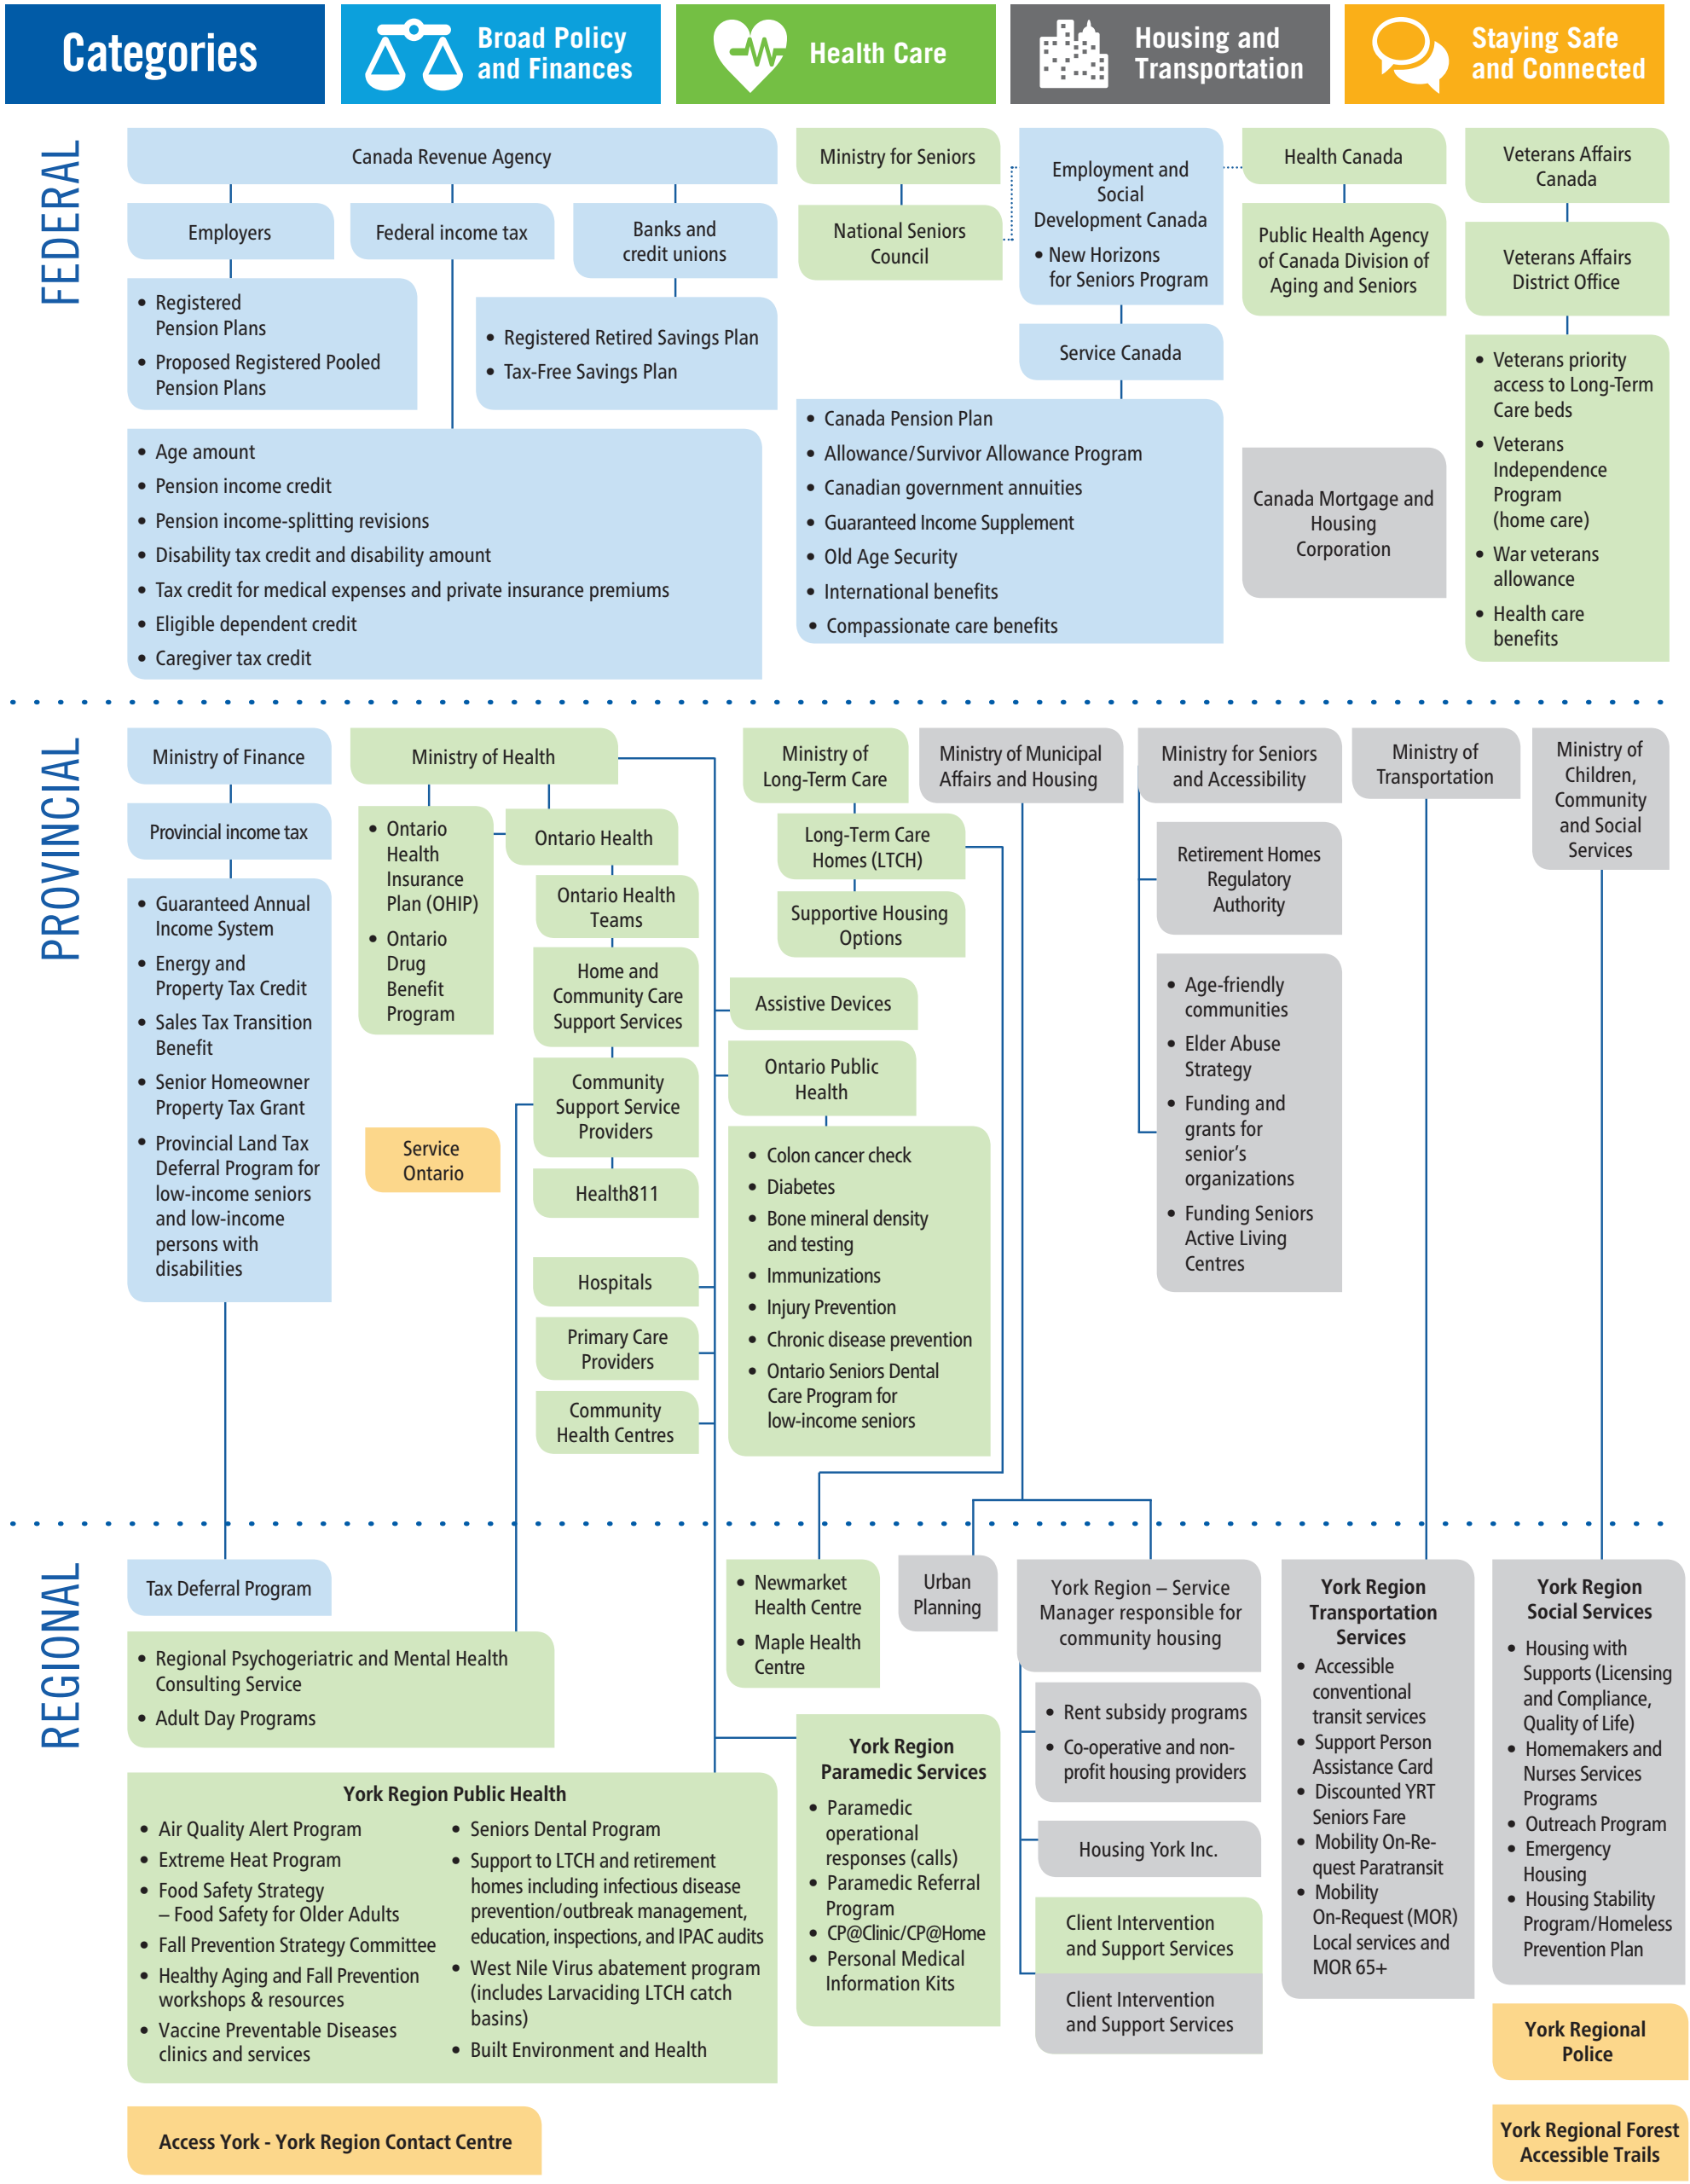 Categories
Broad Policy
and Finances
Health Care
Housing and
Transportation
Staying Safe
and Connected
FEDERAL
Canada Revenue Agency
Employers
Federal income tax
Banks and
credit unions
• Registered
Pension Plans
• Proposed Registered Pooled
Pension Plans
• Registered Retired Savings Plan
• Tax-Free Savings Plan
• Age amount
• Pension income credit
• Pension income-splitting revisions
• Disability tax credit and disability amount
• Tax credit for medical expenses and private insurance premiums
• Eligible dependent credit
• Caregiver tax credit
Ministry for Seniors
National Seniors
Council
Employment and
Social
Development Canada
• New Horizons
for Seniors Program
Service Canada
• Canada Pension Plan
• Allowance/Survivor Allowance Program
• Canadian government annuities
• Guaranteed Income Supplement
• Old Age Security
• International benefits
• Compassionate care benefits
Health Canada
Public Health Agency
of Canada Division of
Aging and Seniors
Canada Mortgage and
Housing
Corporation
Veterans Affairs
Canada
Veterans Affairs
District Office
• Veterans priority
access to Long-Term
Care beds
• Veterans
Independence
Program
(home care)
• War veterans
allowance
• Health care
benefits
PROVINCIAL
Ministry of Finance
Provincial income tax
• Guaranteed Annual
Income System
• Energy and
Property Tax Credit
• Sales Tax Transition
Benefit
• Senior Homeowner
Property Tax Grant
• Provincial Land Tax
Deferral Program for
low-income seniors
and low-income
persons with
disabilities
Ministry of Health
• Ontario
Health
Insurance
Plan (OHIP)
• Ontario
Drug
Benefit
Program
Service
Ontario
Ontario Health
Ontario Health
Teams
Home and
Community Care
Support Services
Community
Support Service
Providers
Health811
Hospitals
Primary Care
Providers
Community
Health Centres
Ministry of
Long-Term Care
Long-Term Care
Homes (LTCH)
Supportive Housing
Options
Assistive Devices
Ontario Public
Health
• Colon cancer check
• Diabetes
• Bone mineral density
and testing
• Immunizations
• Injury Prevention
• Chronic disease prevention
• Ontario Seniors Dental
Care Program for
low-income seniors
Ministry of Municipal
Affairs and Housing
Ministry for Seniors
and Accessibility
Retirement Homes
Regulatory
Authority
• Age-friendly
communities
• Elder Abuse
Strategy
• Funding and
grants for
senior’s
organizations
• Funding Seniors
Active Living
Centres
Ministry of
Transportation
Ministry of
Children,
Community
and Social
Services
REGIONAL
Tax Deferral Program
• Regional Psychogeriatric and Mental Health
Consulting Service
• Adult Day Programs
York Region Public Health
• Air Quality Alert Program
• Extreme Heat Program
• Food Safety Strategy
– Food Safety for Older Adults
• Fall Prevention Strategy Committee
• Healthy Aging and Fall Prevention
workshops & resources
• Vaccine Preventable Diseases
clinics and services
• Seniors Dental Program
• Support to LTCH and retirement
homes including infectious disease
prevention/outbreak management,
education, inspections, and IPAC audits
• West Nile Virus abatement program
(includes Larvaciding LTCH catch
basins)
• Built Environment and Health
Access York - York Region Contact Centre
• Newmarket
Health Centre
• Maple Health
Centre
York Region
Paramedic Services
• Paramedic
operational
responses (calls)
• Paramedic Referral
Program
• CP@Clinic/CP@Home
• Personal Medical
Information Kits
Urban
Planning
York Region – Service
Manager responsible for
community housing
• Rent subsidy programs
• Co-operative and non-
profit housing providers
Housing York Inc.
Client Intervention
and Support Services
Client Intervention
and Support Services
York Region
Transportation
Services
• Accessible
conventional
transit services
• Support Person
Assistance Card
• Discounted YRT
Seniors Fare
• Mobility On-Re-
quest Paratransit
• Mobility
On-Request (MOR)
Local services and
MOR 65+
York Region
Social Services
• Housing with
Supports (Licensing
and Compliance,
Quality of Life)
• Homemakers and
Nurses Services
Programs
• Outreach Program
• Emergency
Housing
• Housing Stability
Program/Homeless
Prevention Plan
York Regional
Police
York Regional Forest
Accessible Trails